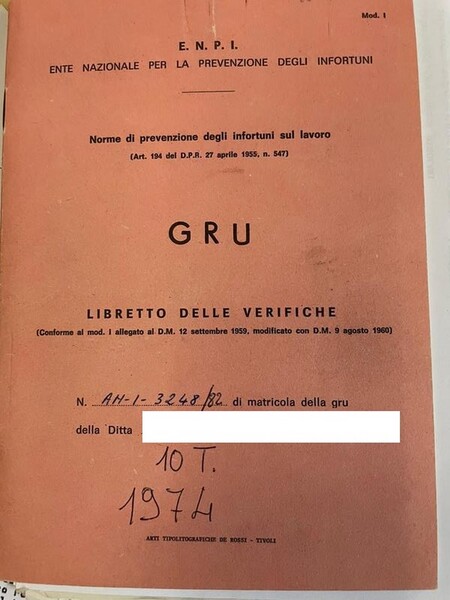 Mod. I
E. N. P. I.
ENTE NAZIONALE PER LA PREVENZIONE DEGLI INFORTUNI
Norme di prevenzione degli infortuni sul lavoro
(Art. 194 del D.P.R. 27 aprile 1955, n. 547)
GRU
LIBRETTO DELLE VERIFICHE
(Conforme al mod. I allegato al D.M. 12 settembre 1959, modificato con D.M. 9 agosto 1960)
N. AH-1-3248/82 di matricola della gru
della Ditta
10 T.
1974
ARTI TIPOLITOGRAFICHE DE ROSSI - TIVOLI